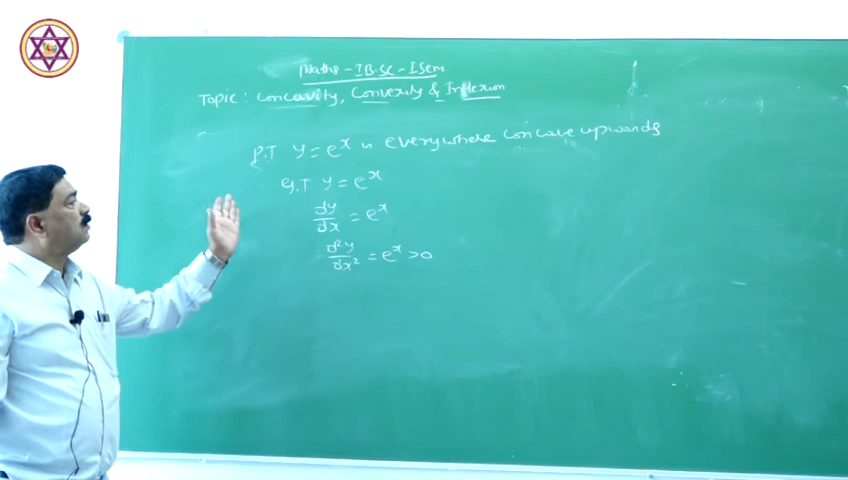 Maths - I B.Sc - I Sem
Topic: Concavity, Convexity & Inflexion
P.T y = e^x is everywhere concave upwards
G.T y = e^x
dy/dx = e^x
d²y/dx² = e^x > 0